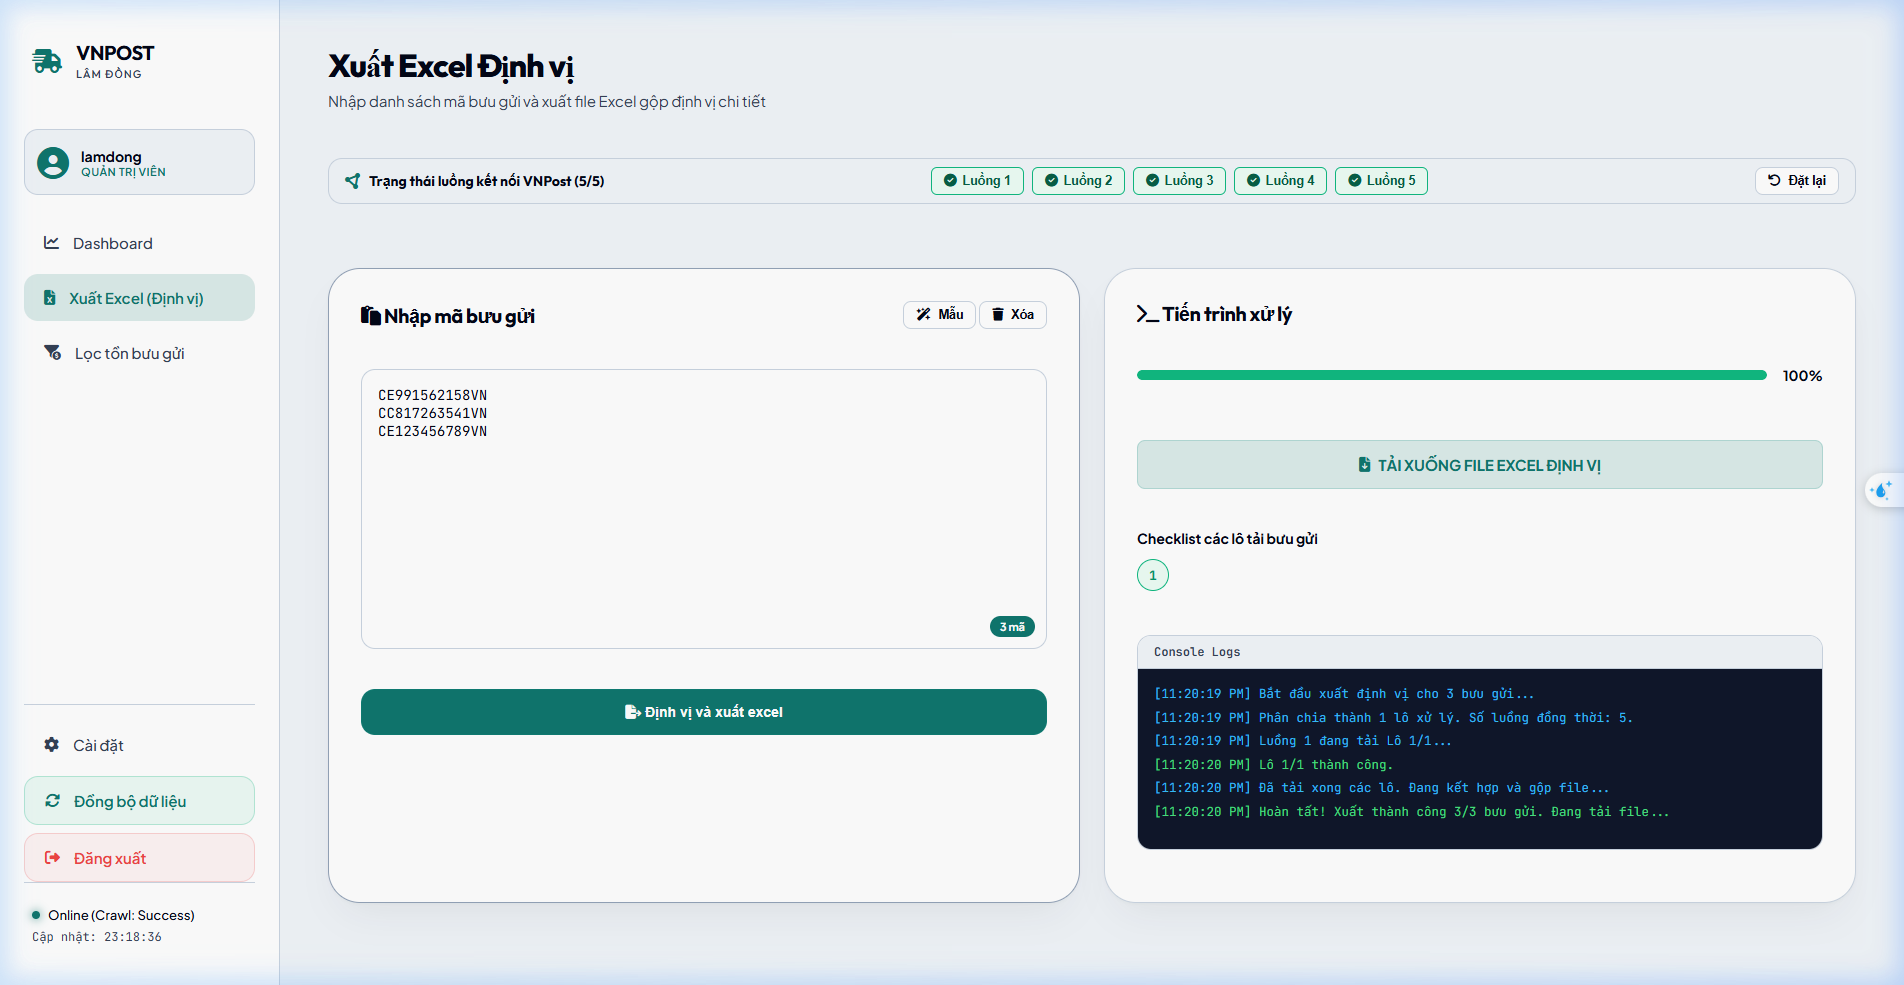 VNPOST
LÂM ĐỒNG
lamdong
QUẢN TRỊ VIÊN
Dashboard
Xuất Excel (Định vị)
Lọc tồn bưu gửi
Cài đặt
Đồng bộ dữ liệu
Đăng xuất
Online (Crawl: Success)
Cập nhật: 23:18:36
Xuất Excel Định vị
Nhập danh sách mã bưu gửi và xuất file Excel gộp định vị chi tiết
Trạng thái luồng kết nối VNPost (5/5)
Luồng 1
Luồng 2
Luồng 3
Luồng 4
Luồng 5
Đặt lại
Nhập mã bưu gửi
Mẫu
Xóa
CE991562158VN
CC817263541VN
CE123456789VN
3 mã
Định vị và xuất excel
Tiến trình xử lý
100%
TẢI XUỐNG FILE EXCEL ĐỊNH VỊ
Checklist các lô tải bưu gửi
1
Console Logs
[11:20:19 PM] Bắt đầu xuất định vị cho 3 bưu gửi...
[11:20:19 PM] Phân chia thành 1 lô xử lý. Số luồng đồng thời: 5.
[11:20:19 PM] Luồng 1 đang tải Lô 1/1...
[11:20:20 PM] Lô 1/1 thành công.
[11:20:20 PM] Đã tải xong các lô. Đang kết hợp và gộp file...
[11:20:20 PM] Hoàn tất! Xuất thành công 3/3 bưu gửi. Đang tải file...